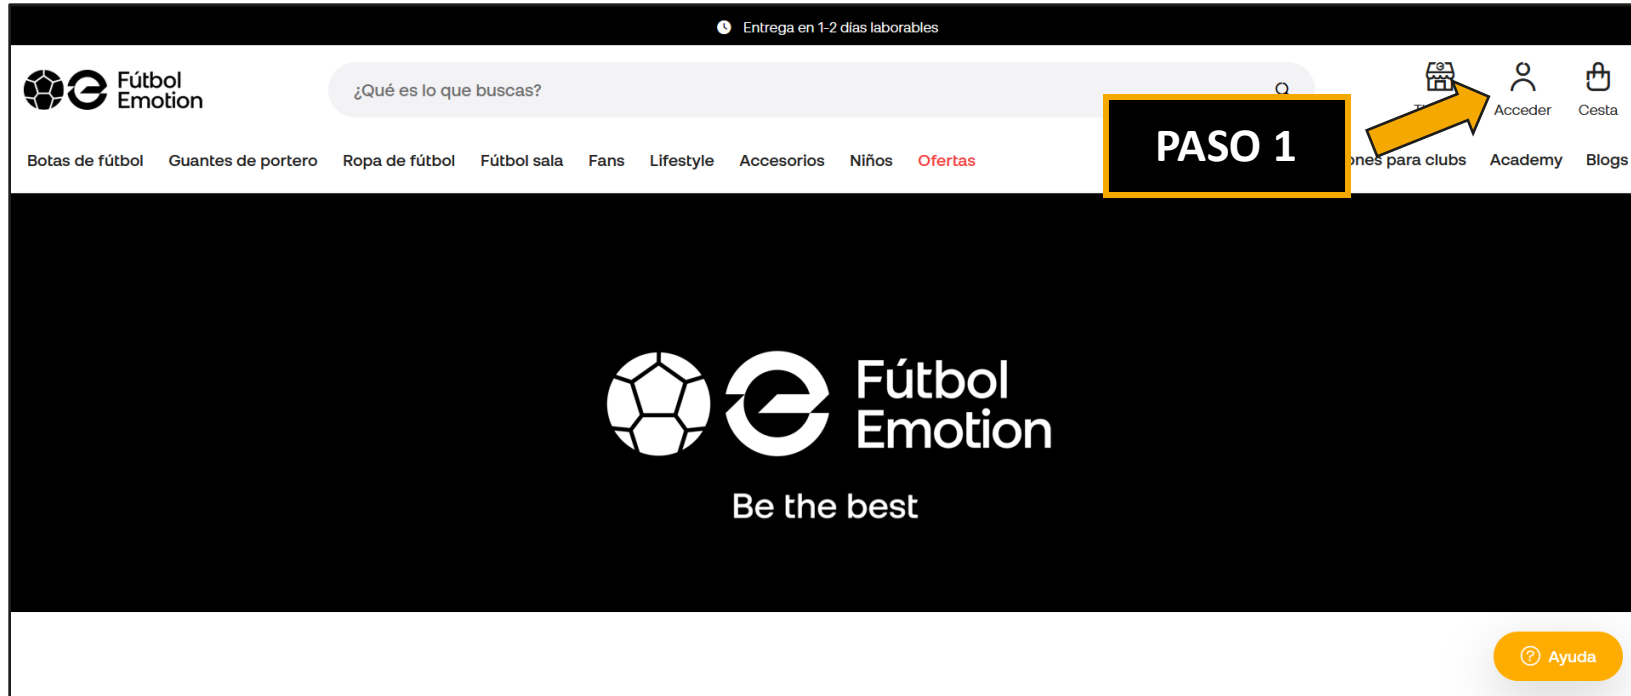 Entrega en 1-2 días laborables
Fútbol
Emotion
¿Qué es lo que buscas?
Acceder
Cesta
PASO 1
Botas de fútbol Guantes de portero Ropa de fútbol Fútbol sala Fans Lifestyle Accesorios Niños Ofertas
para clubs Academy Blogs
Fútbol
Emotion
Be the best
Ayuda